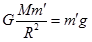 G Mm′/R² = m′g